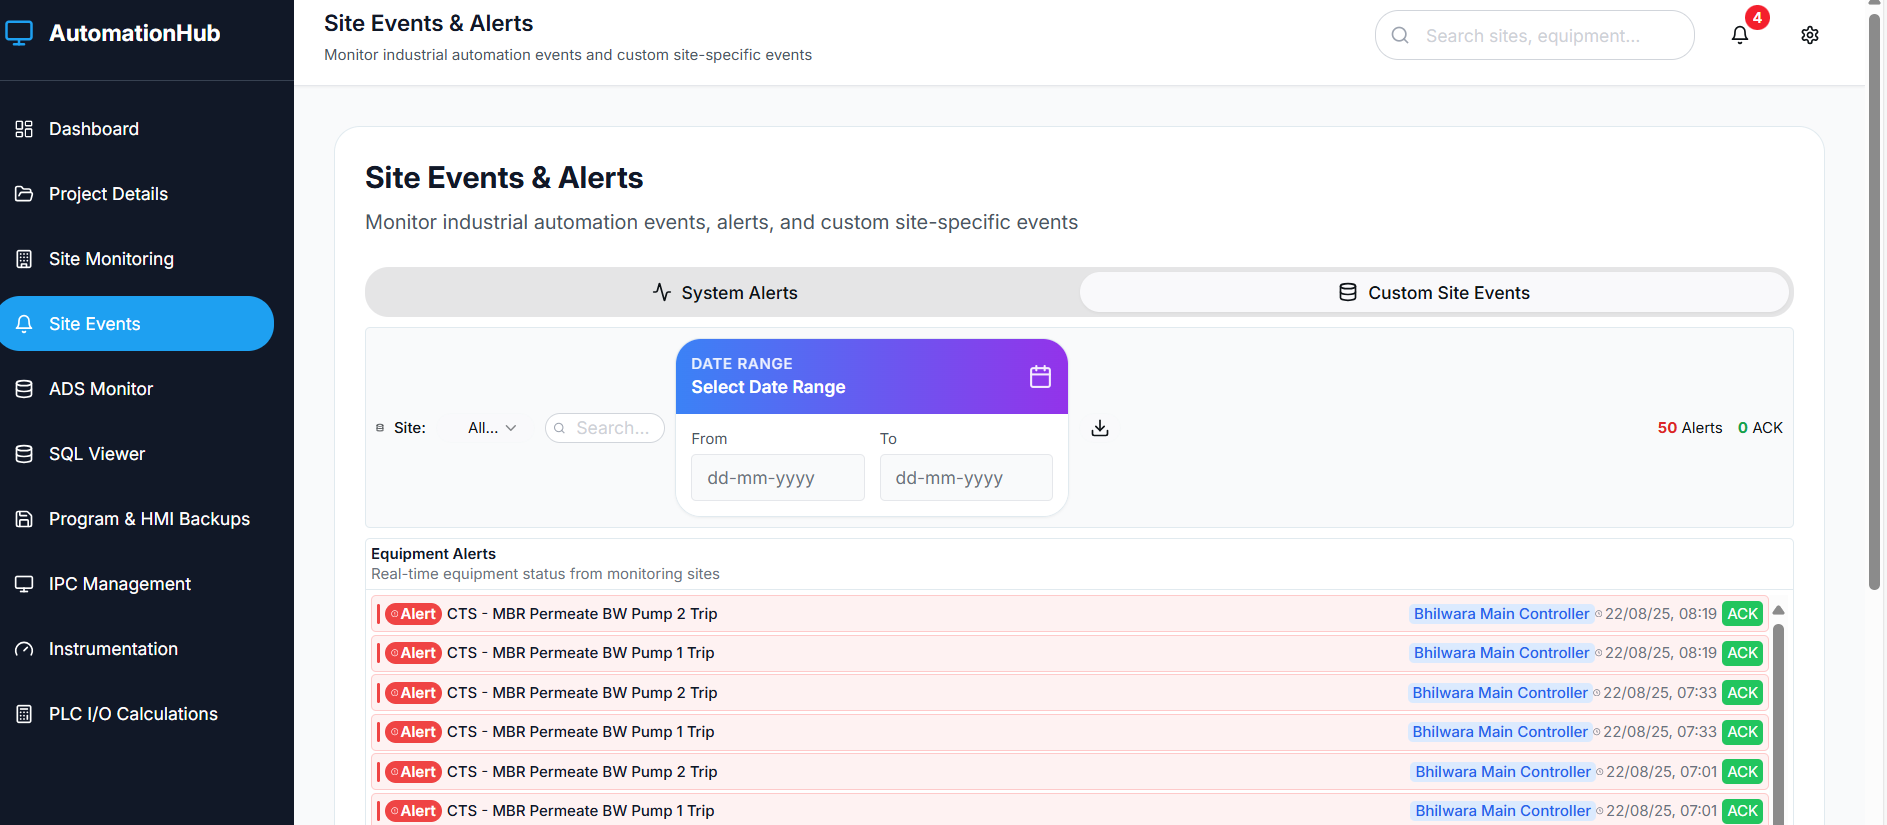 AutomationHub
Dashboard
Project Details
Site Monitoring
Site Events
ADS Monitor
SQL Viewer
Program & HMI Backups
IPC Management
Instrumentation
PLC I/O Calculations
Site Events & Alerts
Monitor industrial automation events and custom site-specific events
Search sites, equipment...
4
Site Events & Alerts
Monitor industrial automation events, alerts, and custom site-specific events
System Alerts
Custom Site Events
Site: All... Search...
DATE RANGE
Select Date Range
From To
dd-mm-yyyy dd-mm-yyyy
50 Alerts 0 ACK
Equipment Alerts
Real-time equipment status from monitoring sites
Alert CTS - MBR Permeate BW Pump 2 Trip Bhilwara Main Controller 22/08/25, 08:19 ACK
Alert CTS - MBR Permeate BW Pump 1 Trip Bhilwara Main Controller 22/08/25, 08:19 ACK
Alert CTS - MBR Permeate BW Pump 2 Trip Bhilwara Main Controller 22/08/25, 07:33 ACK
Alert CTS - MBR Permeate BW Pump 1 Trip Bhilwara Main Controller 22/08/25, 07:33 ACK
Alert CTS - MBR Permeate BW Pump 2 Trip Bhilwara Main Controller 22/08/25, 07:01 ACK
Alert CTS - MBR Permeate BW Pump 1 Trip Bhilwara Main Controller 22/08/25, 07:01 ACK